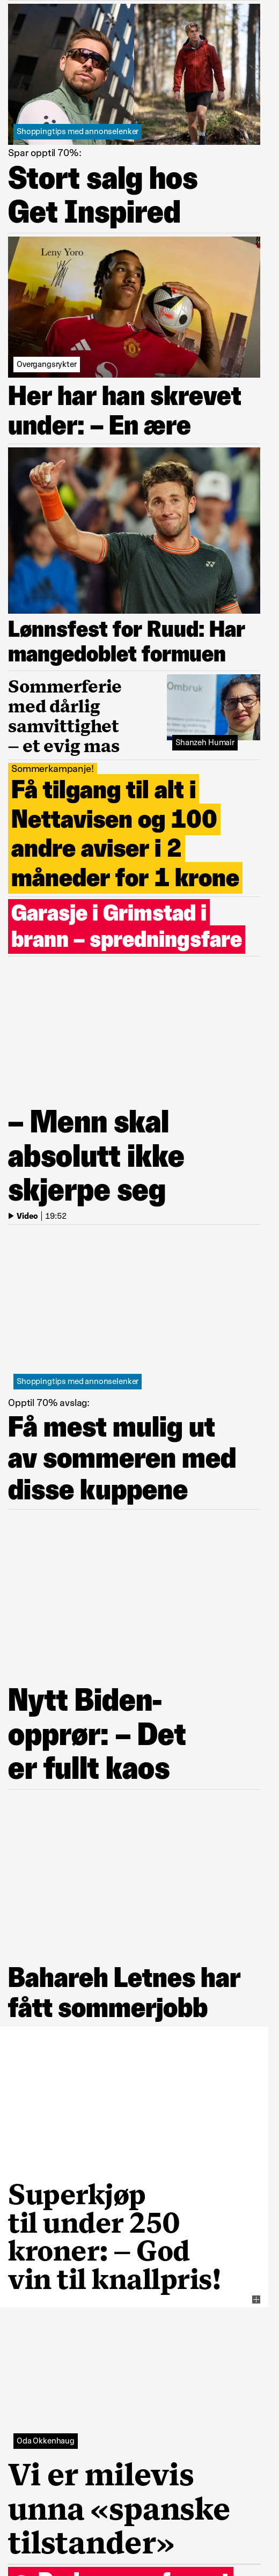 Shoppingtips med annonselenker
Spar opptil 70%:
Stort salg hos
Get Inspired
Leny Yoro
Overgangsrykter
Her har han skrevet
under: – En ære
Lønnsfest for Ruud: Har
mangedoblet formuen
Sommerferie
med dårlig
samvittighet
– et evig mas
Ombruk
Shanzeh Humair
Sommerkampanje!
Få tilgang til alt i
Nettavisen og 100
andre aviser i 2
måneder for 1 krone
Garasje i Grimstad i
brann – spredningsfare
– Menn skal
absolutt ikke
skjerpe seg
Video | 19:52
Shoppingtips med annonselenker
Opptil 70% avslag:
Få mest mulig ut
av sommeren med
disse kuppene
Nytt Biden-
opprør: – Det
er fullt kaos
Bahareh Letnes har
fått sommerjobb
Superkjøp
til under 250
kroner: – God
vin til knallpris!
Oda Okkenhaug
Vi er milevis
unna «spanske
tilstander»